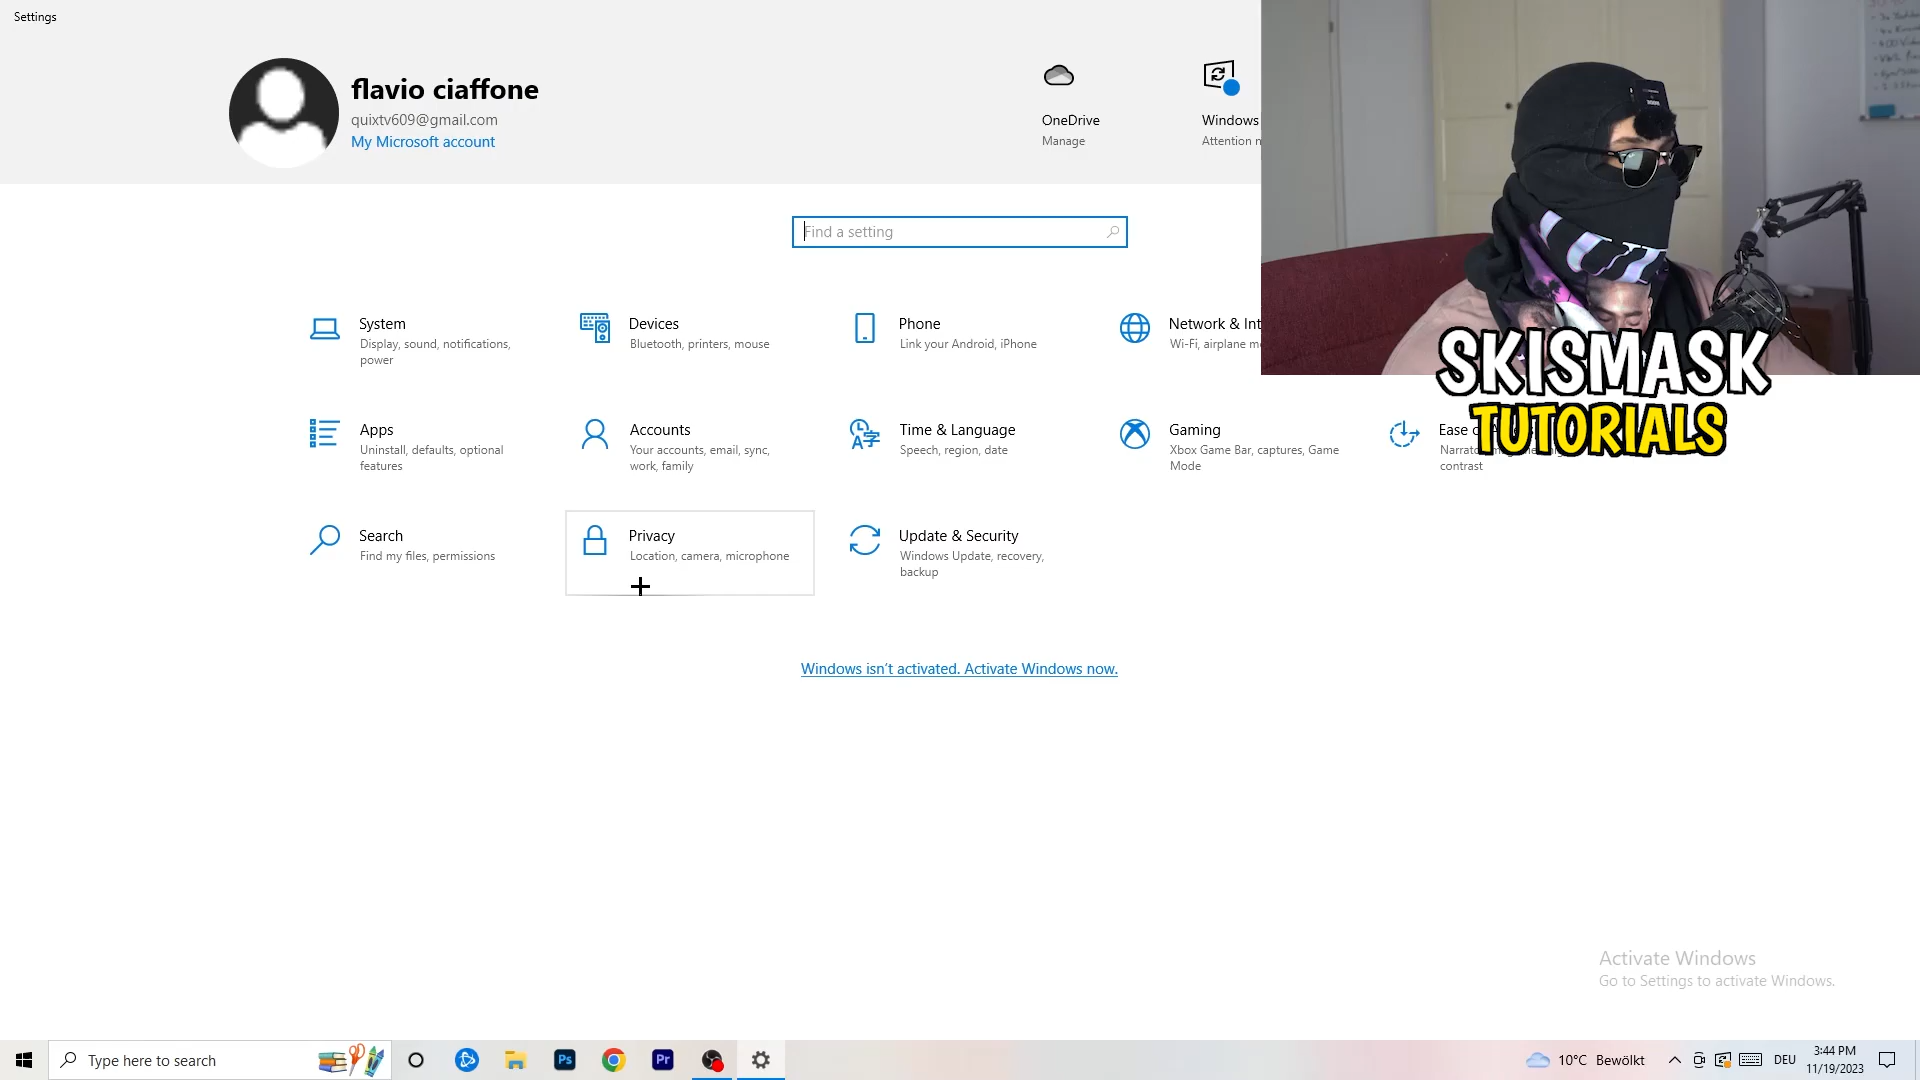 Settings
flavio ciaffone
quixtv609@gmail.com
My Microsoft account
OneDrive
Manage
Windows
Attention
Find a setting
System
Display, sound, notifications,
power
Devices
Bluetooth, printers, mouse
Phone
Link your Android, iPhone
Network & Int
Wi-Fi, airplane
SKISMASK
TUTORIALS
Apps
Uninstall, defaults, optional
features
Accounts
Your accounts, email, sync,
work, family
Time & Language
Speech, region, date
Gaming
Xbox Game Bar, captures, Game
Mode
Ease
contrast
Search
Find my files, permissions
Privacy
Location, camera, microphone
Update & Security
Windows Update, recovery,
backup
Windows isn't activated. Activate Windows now.
Activate Windows
Go to Settings to activate Windows.
Type here to search
Ps
Pr
10°C Bewölkt
DEU
3:44 PM
11/19/2023